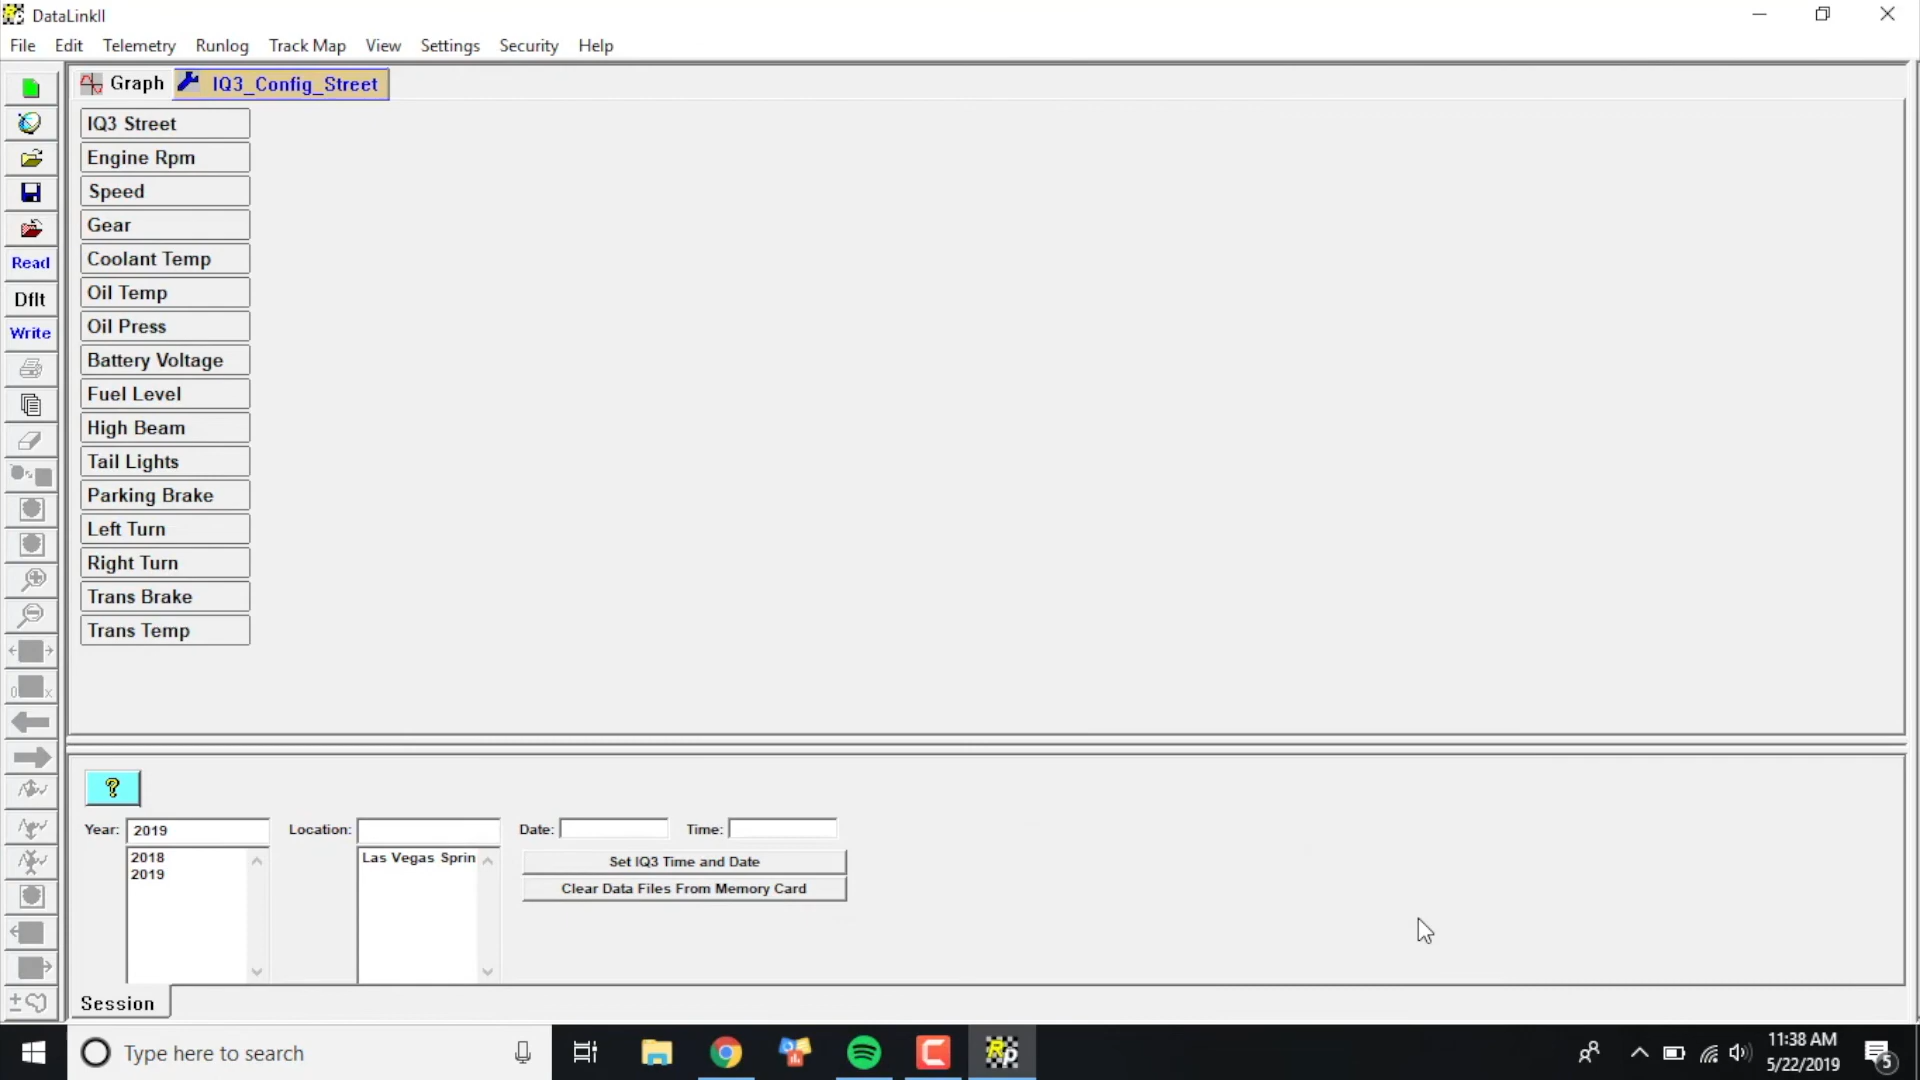 DataLinkII
File Edit Telemetry Runlog Track Map View Settings Security Help
Graph IQ3_Config_Street
IQ3 Street
Engine Rpm
Speed
Gear
Coolant Temp
Oil Temp
Oil Press
Battery Voltage
Fuel Level
High Beam
Tail Lights
Parking Brake
Left Turn
Right Turn
Trans Brake
Trans Temp
Read
Dflt
Write
?
Year: 2019 Location: Date: Time:
2018
2019
Las Vegas Sprin
Set IQ3 Time and Date
Clear Data Files From Memory Card
Session
Type here to search
11:38 AM
5/22/2019
5